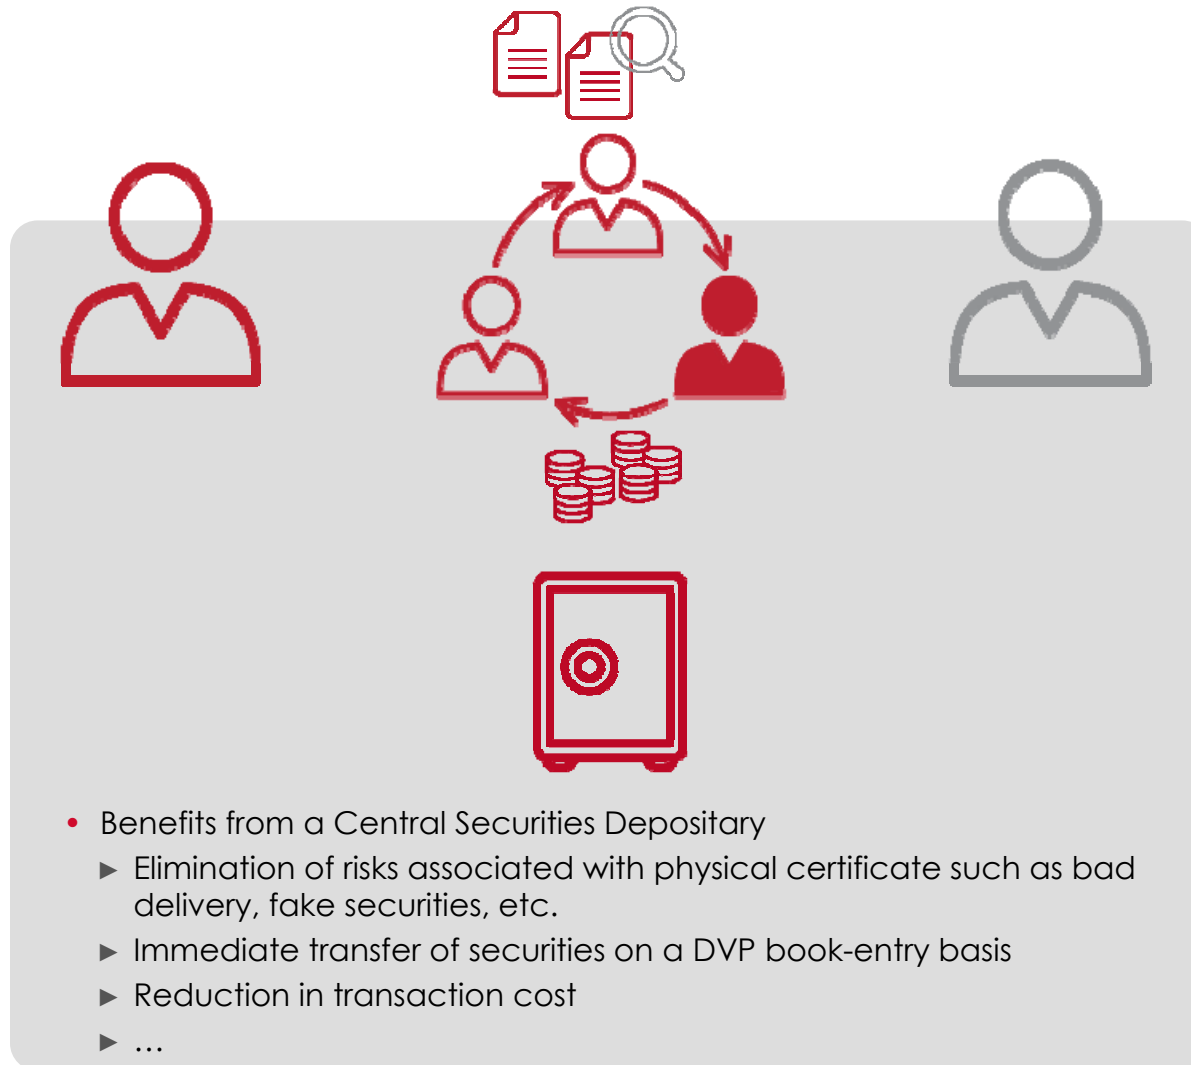 • Benefits from a Central Securities Depositary
► Elimination of risks associated with physical certificate such as bad
delivery, fake securities, etc.
► Immediate transfer of securities on a DVP book-entry basis
► Reduction in transaction cost
► …